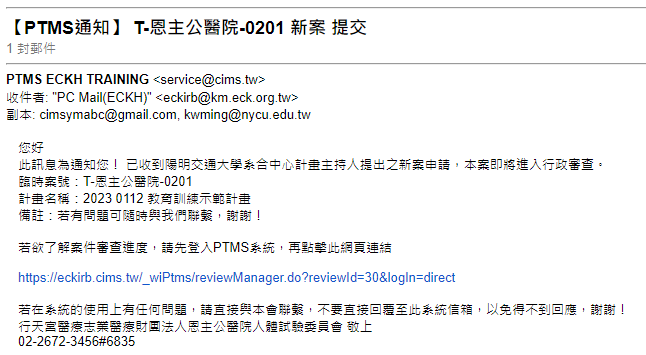 【PTMS通知】 T-恩主公醫院-0201 新案 提交
1 封郵件
PTMS ECKH TRAINING <service@cims.tw>
收件者: "PC Mail(ECKH)" <eckirb@km.eck.org.tw>
副本: cimsymabc@gmail.com, kwming@nycu.edu.tw
您好
此訊息為通知您！ 已收到陽明交通大學系合中心計畫主持人提出之新案申請，本案即將進入行政審查。
臨時案號：T-恩主公醫院-0201
計畫名稱：2023 0112 教育訓練示範計畫
備註：若有問題可隨時與我們聯繫，謝謝！
若欲了解案件審查進度，請先登入PTMS系統，再點擊此網頁連結
https://eckirb.cims.tw/_wiPtms/reviewManager.do?reviewId=30&logIn=direct
若在系統的使用上有任何問題，請直接與本會聯繫，不要直接回覆至此系統信箱，以免得不到回應，謝謝！
行天宮醫療志業醫療財團法人恩主公醫院人體試驗委員會 敬上
02-2672-3456#6835